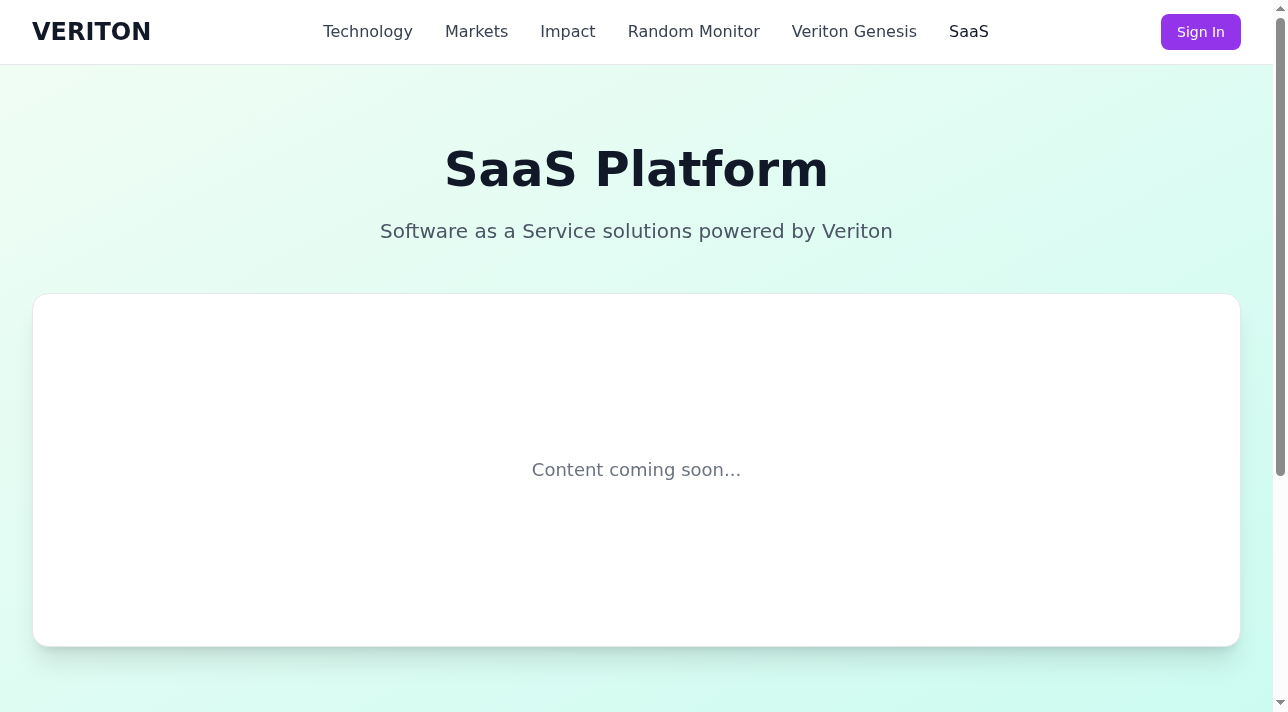 VERITON
Technology
Markets
Impact
Random Monitor
Veriton Genesis
SaaS
Sign In
SaaS Platform
Software as a Service solutions powered by Veriton
Content coming soon...